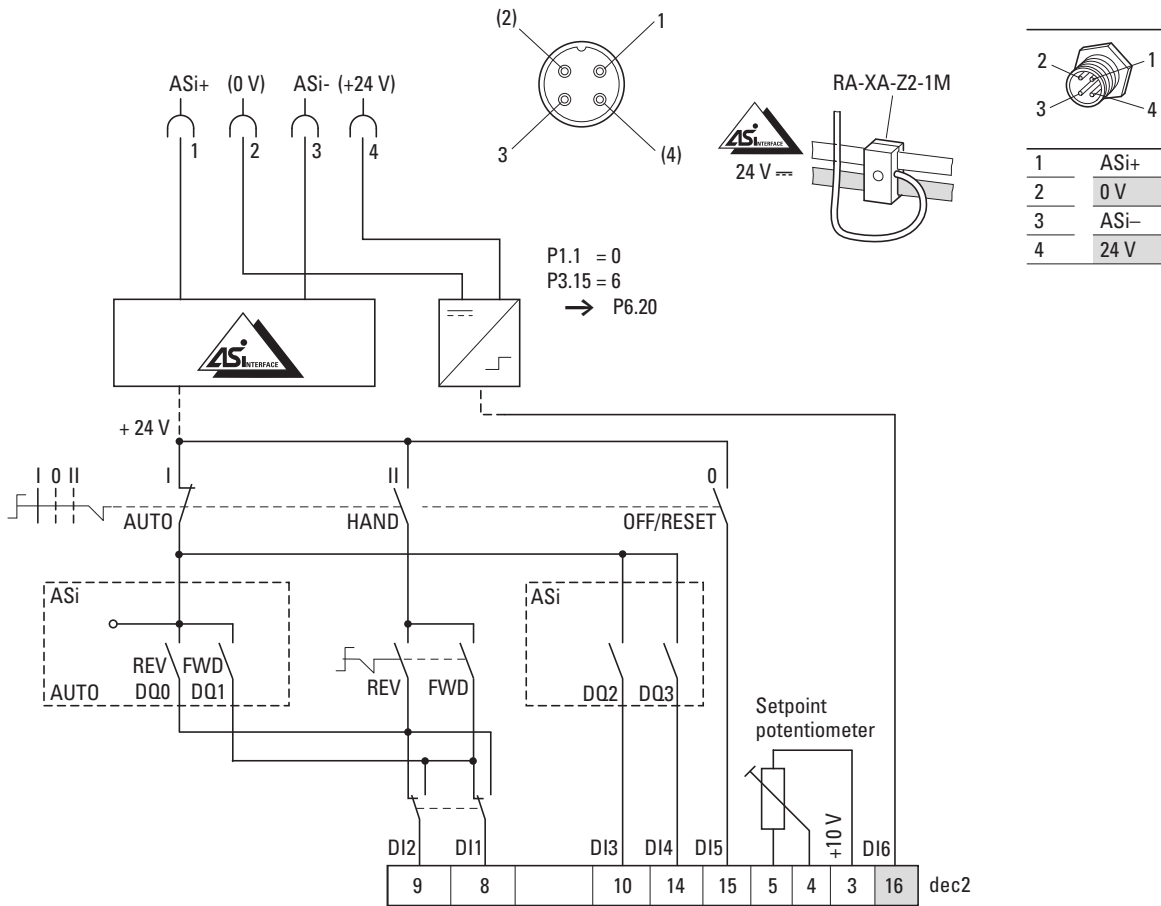 (2) 1
3 (4)
ASi+ (0 V) ASi- (+24 V)
1 2 3 4
RA-XA-Z2-1M
ASi INTERFACE
24 V
2 1
3 4
1 ASi+
2 0 V
3 ASi–
4 24 V
P1.1 = 0
P3.15 = 6
→ P6.20
ASi INTERFACE
+ 24 V
I 0 II
I II 0
AUTO HAND OFF/RESET
ASi
REV FWD
AUTO DQ0 DQ1
REV FWD
ASi
DQ2 DQ3
Setpoint
potentiometer
+10 V
DI2 DI1 DI3 DI4 DI5 DI6
9 8 10 14 15 5 4 3 16 dec2